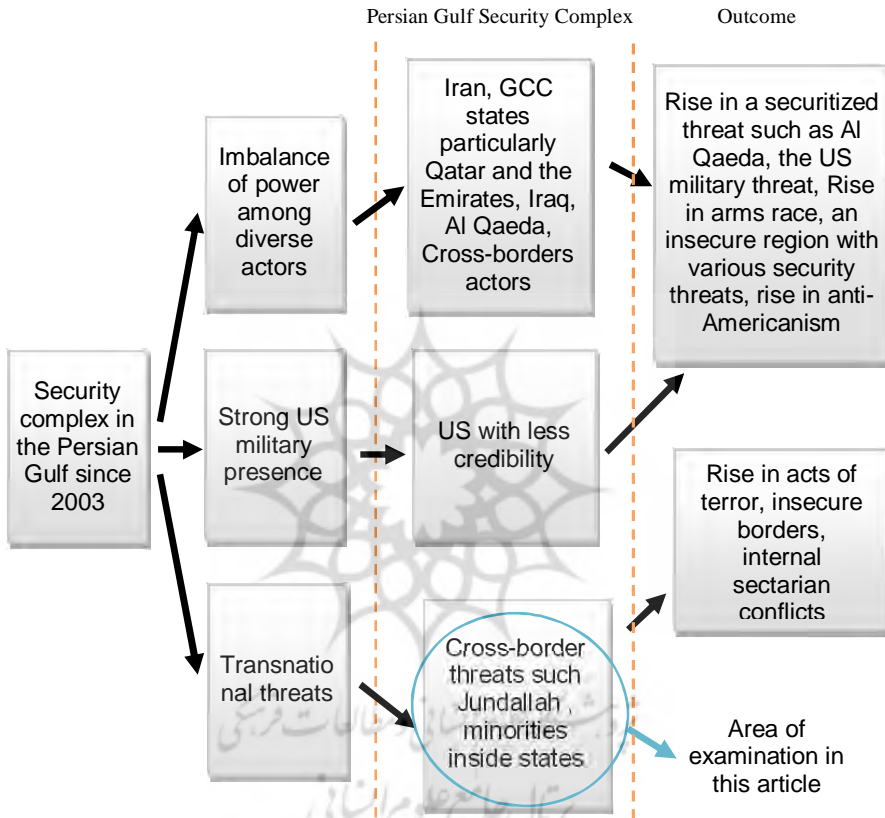 Persian Gulf Security Complex
Outcome
Security
complex in
the Persian
Gulf since
2003
Imbalance
of power
among
diverse
actors
Strong US
military
presence
Transnatio
nal threats
Iran, GCC
states
particularly
Qatar and the
Emirates, Iraq,
Al Qaeda,
Cross-borders
actors
US with less
credibility
Cross-border
threats such
Jundallah ,
minorities
inside states
Rise in a securitized
threat such as Al
Qaeda, the US
military threat, Rise
in arms race, an
insecure region with
various security
threats, rise in anti-
Americanism
Rise in acts of
terror, insecure
borders,
internal
sectarian
conflicts
Area of
examination in
this article
پرتال جامع علوم انسانی